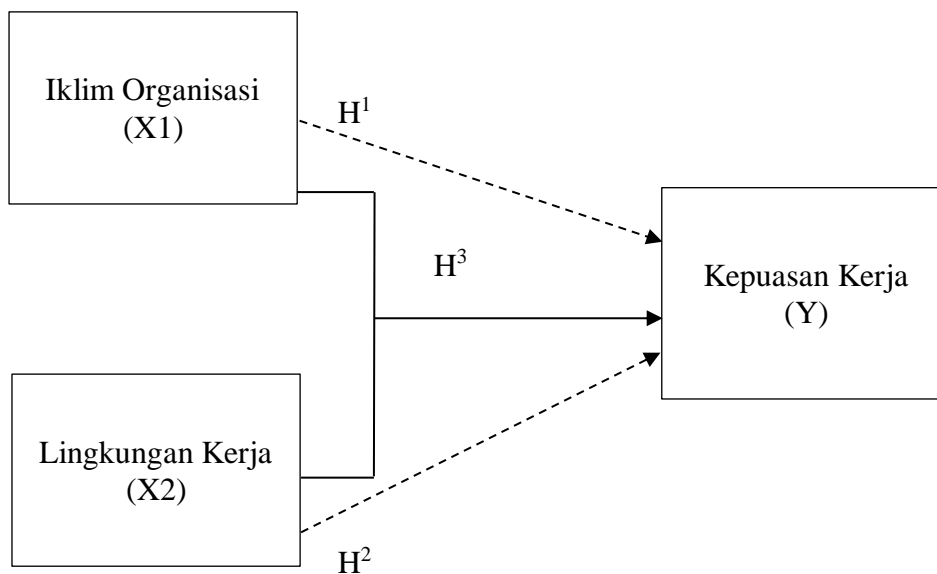 Iklim Organisasi
(X1)
H¹
H³
Kepuasan Kerja
(Y)
Lingkungan Kerja
(X2)
H²